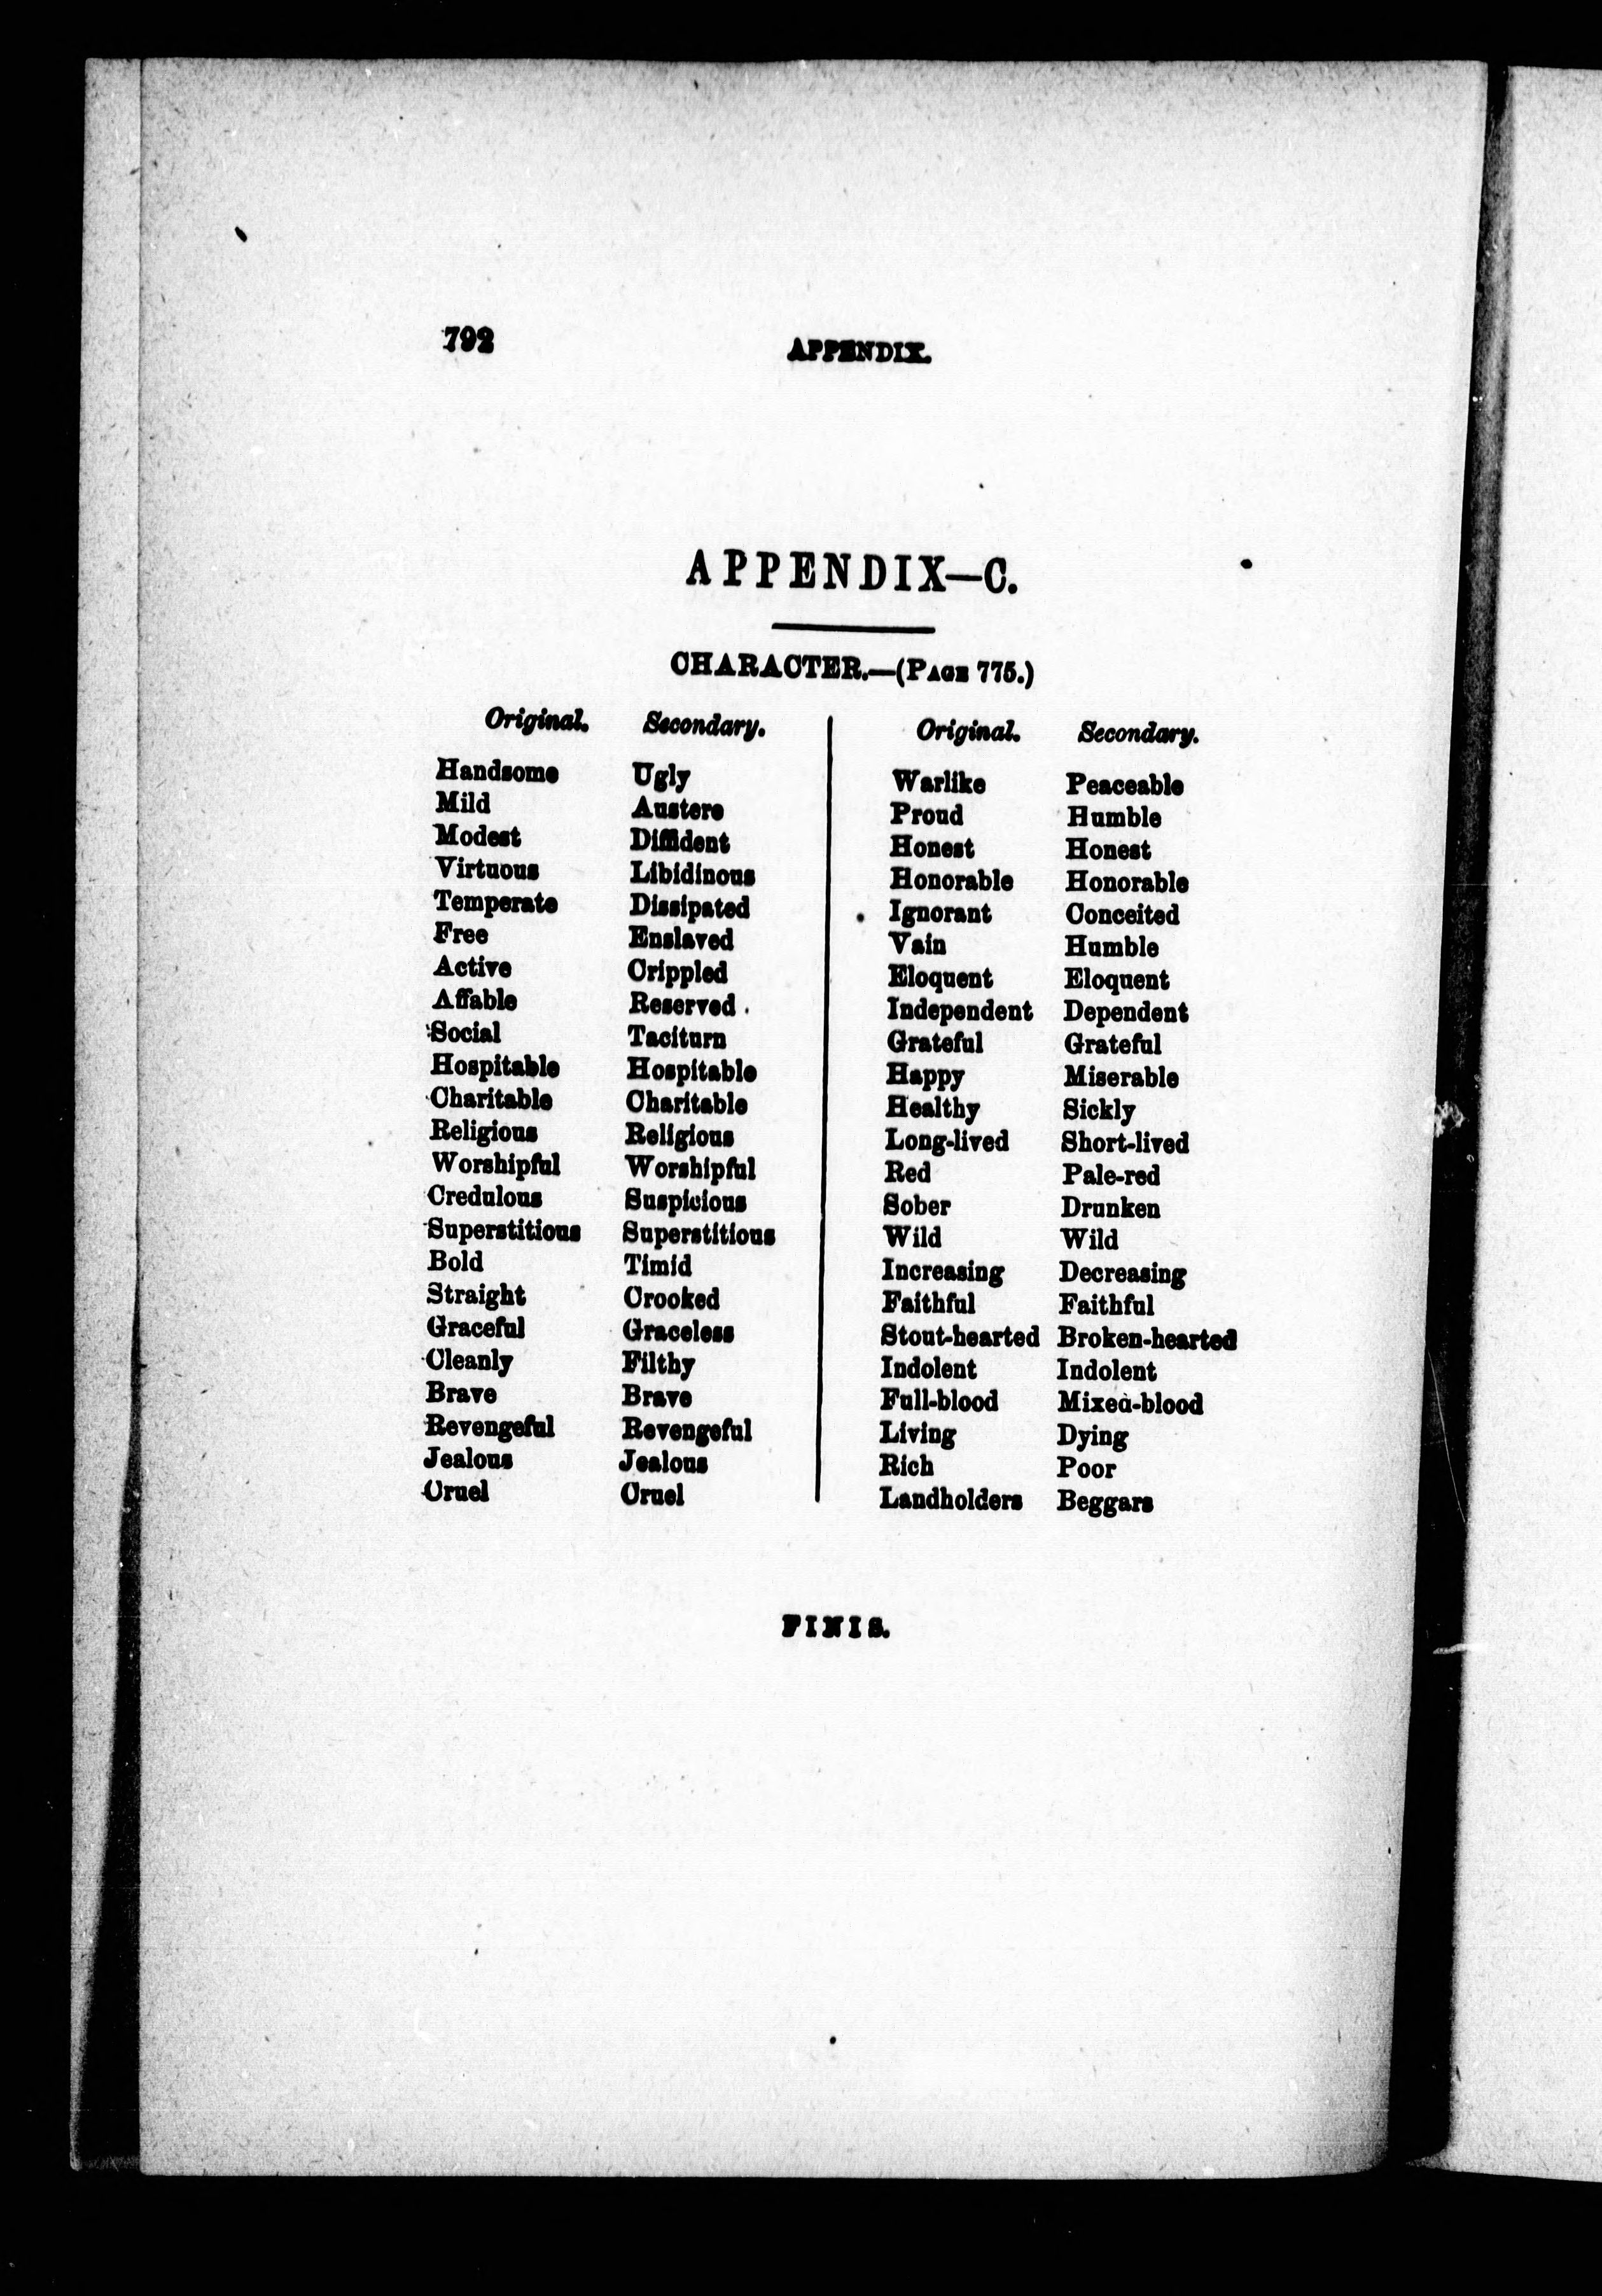 792 APPENDIX.
APPENDIX—C.
CHARACTER.—(PAGE 775.)
Original. Secondary.
Handsome Ugly
Mild Austere
Modest Diffident
Virtuous Libidinous
Temperate Dissipated
Free Enslaved
Active Crippled
Affable Reserved
Social Taciturn
Hospitable Hospitable
Charitable Charitable
Religious Religious
Worshipful Worshipful
Credulous Suspicious
Superstitious Superstitious
Bold Timid
Straight Crooked
Graceful Graceless
Cleanly Filthy
Brave Brave
Revengeful Revengeful
Jealous Jealous
Cruel Cruel
Original. Secondary.
Warlike Peaceable
Proud Humble
Honest Honest
Honorable Honorable
Ignorant Conceited
Vain Humble
Eloquent Eloquent
Independent Dependent
Grateful Grateful
Happy Miserable
Healthy Sickly
Long-lived Short-lived
Red Pale-red
Sober Drunken
Wild Wild
Increasing Decreasing
Faithful Faithful
Stout-hearted Broken-hearted
Indolent Indolent
Full-blood Mixed-blood
Living Dying
Rich Poor
Landholders Beggars
FINIS.